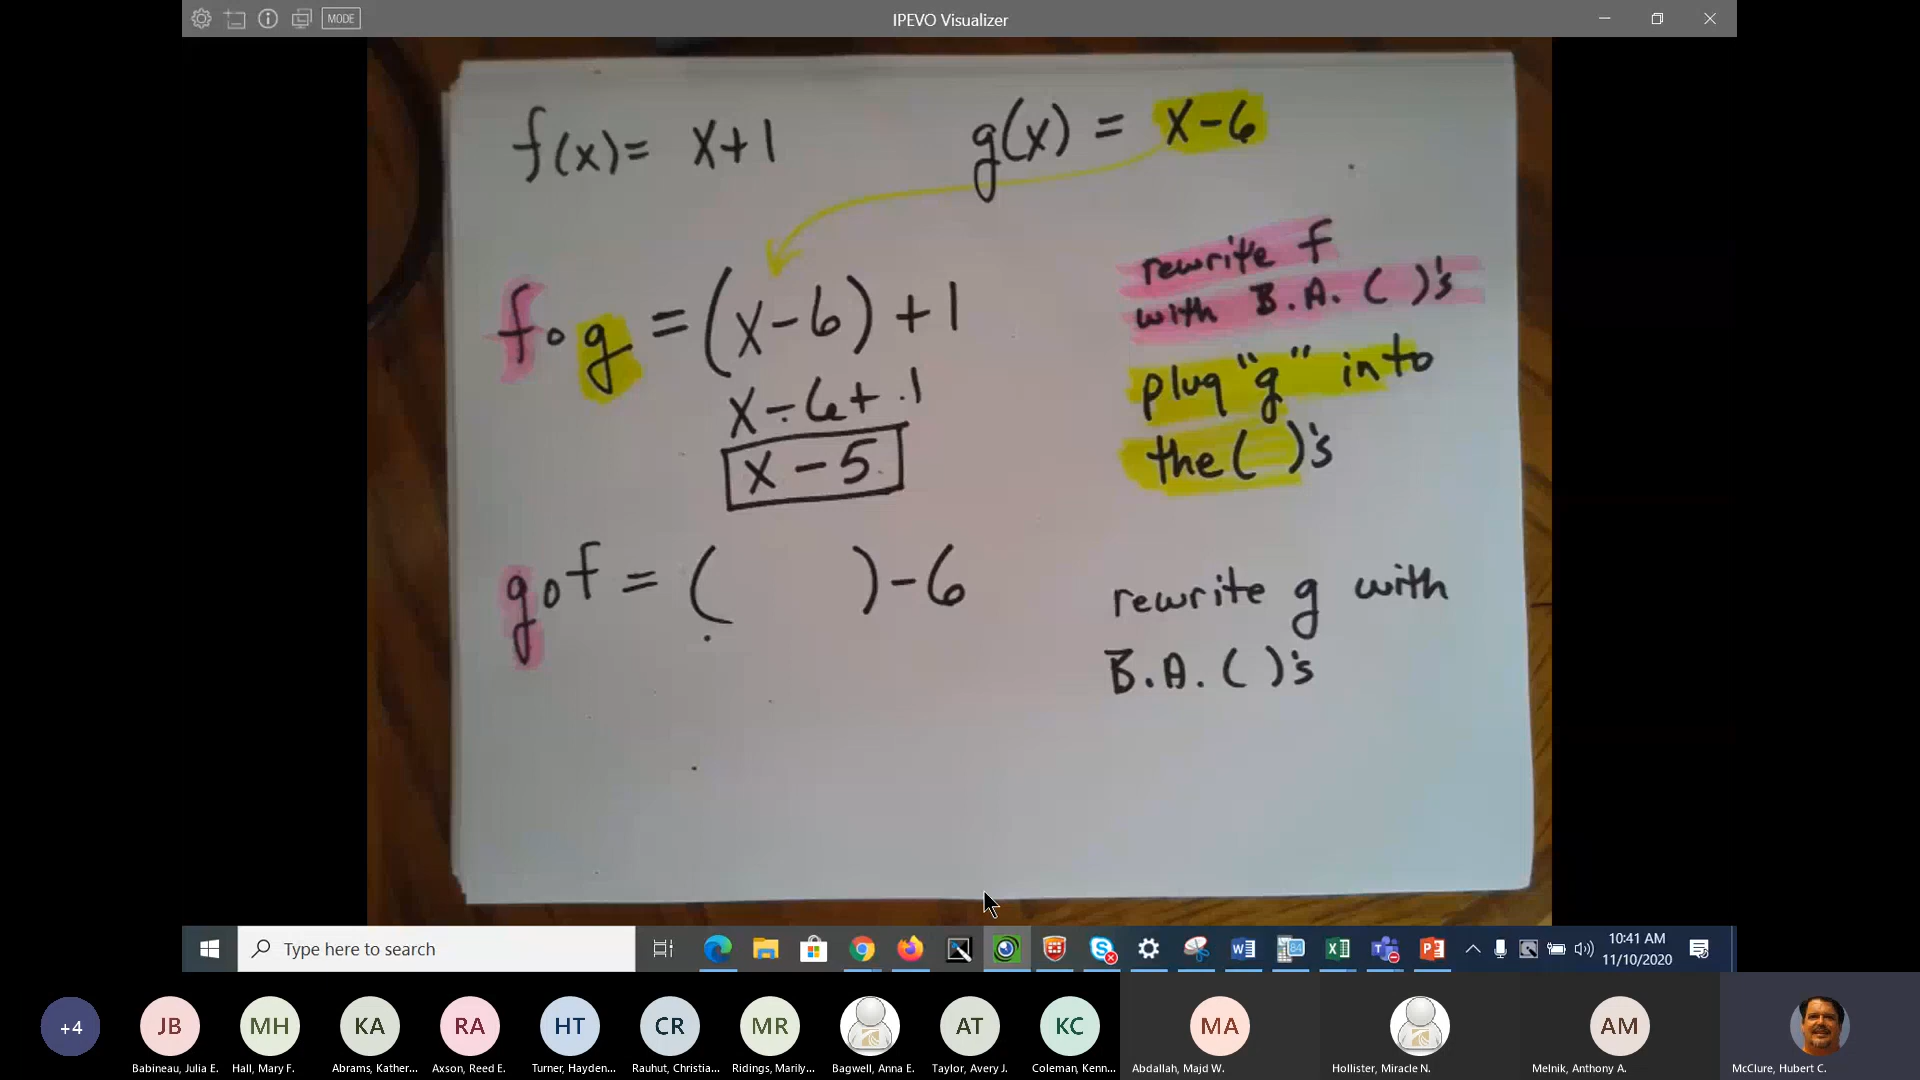 MODE
IPEVO Visualizer
f(x)= x+1
g(x) = x-6
f∘g = (x-6) +1
x-6+1
x-5
rewrite f
with B.A. ( )'s
plug "g" into
the ( )'s
g∘f = ( )-6
rewrite g with
B.A. ( )'s
Type here to search
10:41 AM
11/10/2020
+4
JB
MH
KA
RA
HT
CR
MR
AT
KC
MA
AM
Babineau, Julia E.
Hall, Mary F.
Abrams, Kather...
Axson, Reed E.
Turner, Hayden...
Rauhut, Christia...
Ridings, Marily...
Bagwell, Anna E.
Taylor, Avery J.
Coleman, Kenn...
Abdallah, Majd W.
Hollister, Miracle N.
Melnik, Anthony A.
McClure, Hubert C.